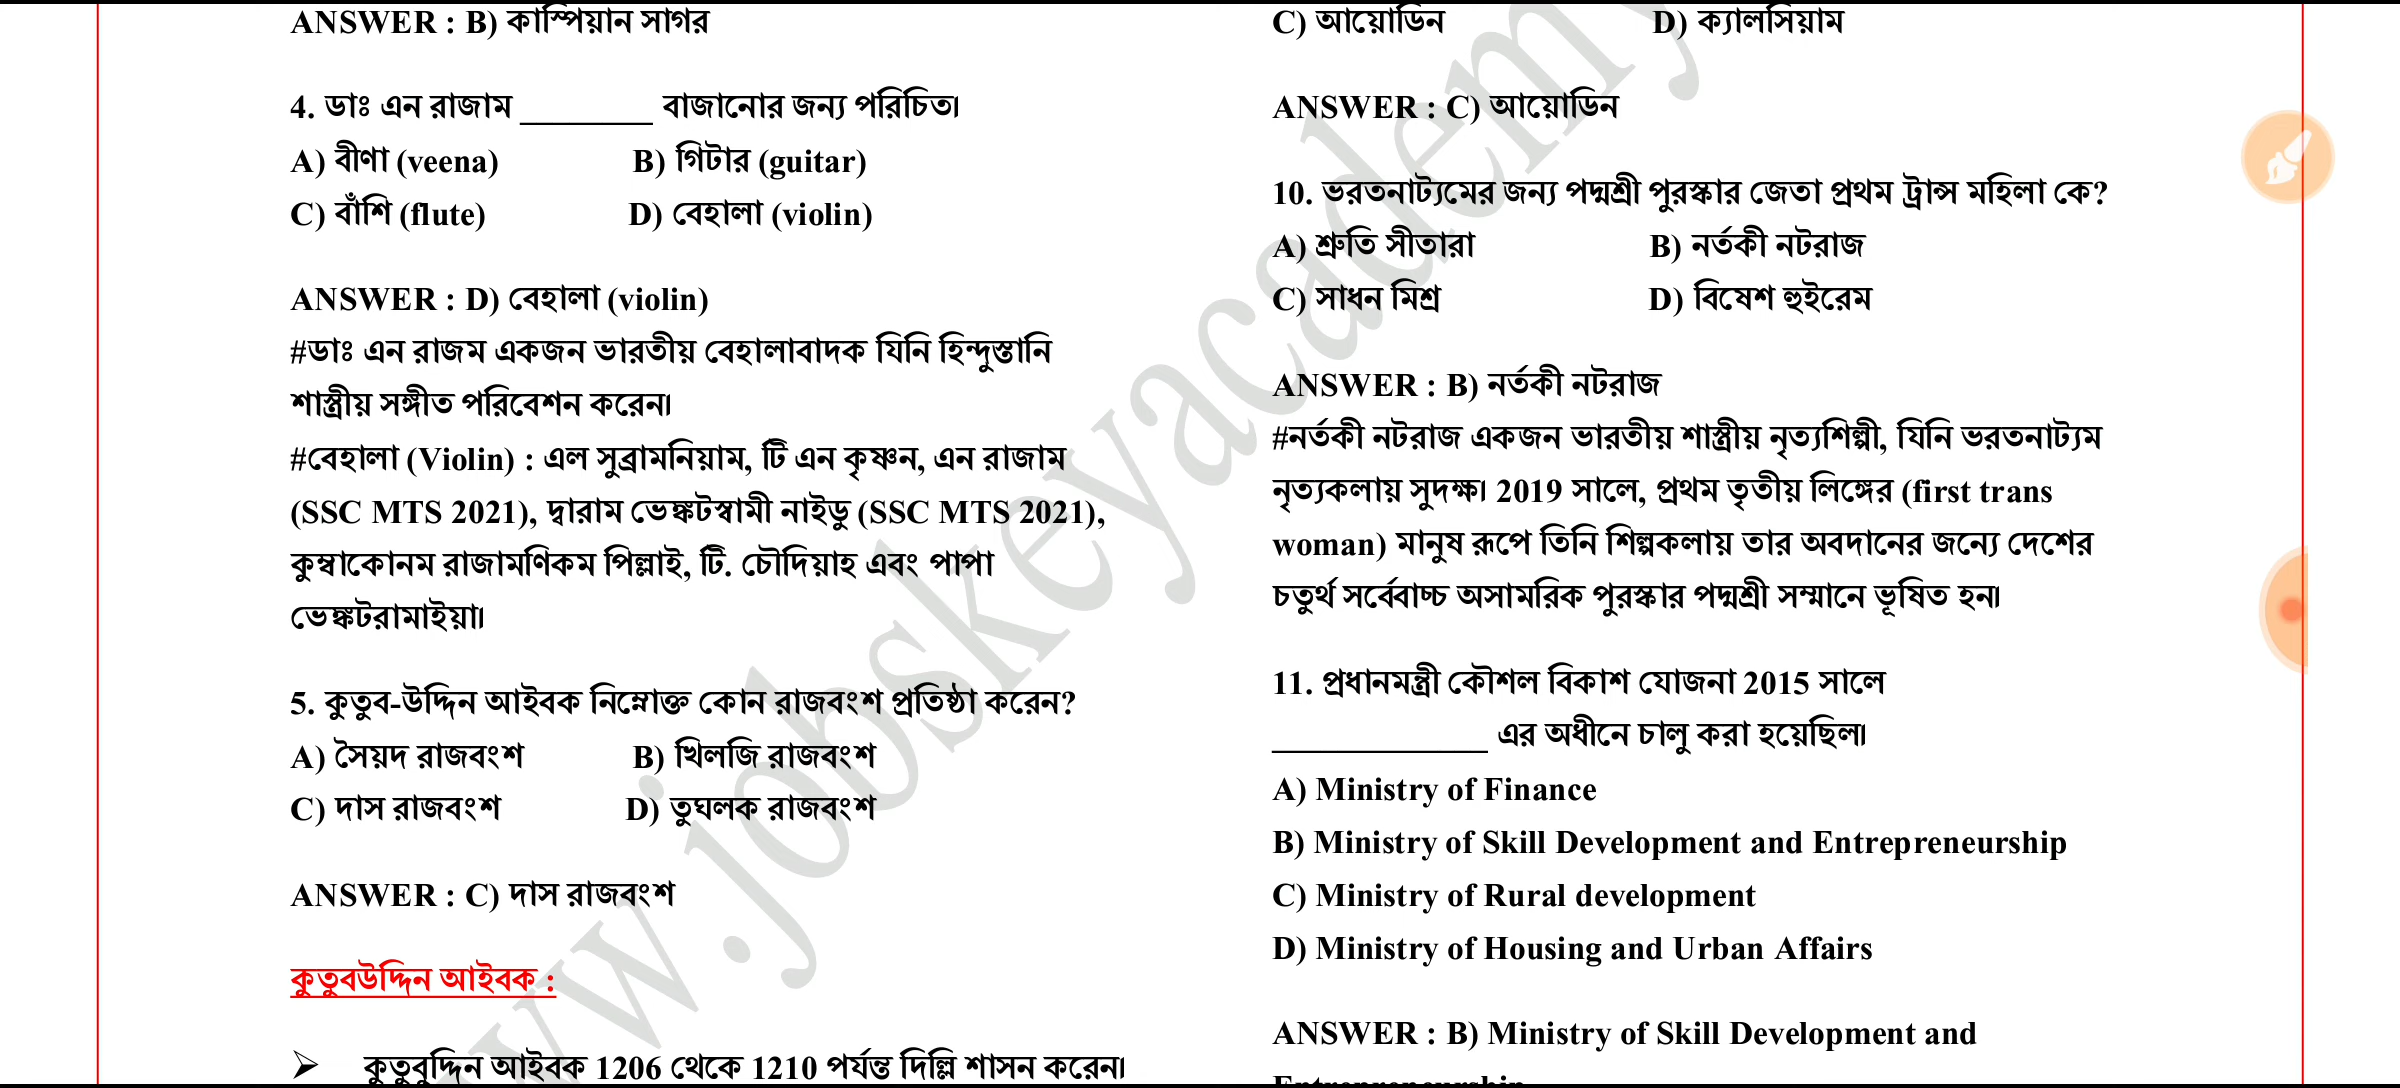 ANSWER : B) কাস্পিয়ান সাগর
4. ডাঃ এন রাজাম ________ বাজানোর জন্য পরিচিত।
A) বীণা (veena) B) গিটার (guitar)
C) বাঁশি (flute) D) বেহালা (violin)
ANSWER : D) বেহালা (violin)
#ডাঃ এন রাজম একজন ভারতীয় বেহালাবাদক যিনি হিন্দুস্তানি
শাস্ত্রীয় সঙ্গীত পরিবেশন করেন।
#বেহালা (Violin) : এল সুব্রামনিয়াম, টি এন কৃষ্ণন, এন রাজাম
(SSC MTS 2021), দ্বারাম ভেঙ্কটস্বামী নাইডু (SSC MTS 2021),
কুম্বাকোনম রাজামণিকম পিল্লাই, টি. চৌদিয়াহ এবং পাপা
ভেঙ্কটরামাইয়া।
5. কুতুব-উদ্দিন আইবক নিম্নোক্ত কোন রাজবংশ প্রতিষ্ঠা করেন?
A) সৈয়দ রাজবংশ B) খিলজি রাজবংশ
C) দাস রাজবংশ D) তুঘলক রাজবংশ
ANSWER : C) দাস রাজবংশ
কুতুবউদ্দিন আইবক :
➢ কুতুবুদ্দিন আইবক 1206 থেকে 1210 পর্যন্ত দিল্লি শাসন করেন।
C) আয়োডিন D) ক্যালসিয়াম
ANSWER : C) আয়োডিন
10. ভরতনাট্যমের জন্য পদ্মশ্রী পুরস্কার জেতা প্রথম ট্রান্স মহিলা কে?
A) শ্রুতি সীতারা B) নর্তকী নটরাজ
C) সাধন মিশ্র D) বিষেশ হুইরেম
ANSWER : B) নর্তকী নটরাজ
#নর্তকী নটরাজ একজন ভারতীয় শাস্ত্রীয় নৃত্যশিল্পী, যিনি ভরতনাট্যম
নৃত্যকলায় সুদক্ষ। 2019 সালে, প্রথম তৃতীয় লিঙ্গের (first trans
woman) মানুষ রূপে তিনি শিল্পকলায় তার অবদানের জন্যে দেশের
চতুর্থ সর্বোচ্চ অসামরিক পুরস্কার পদ্মশ্রী সম্মানে ভূষিত হন।
11. প্রধানমন্ত্রী কৌশল বিকাশ যোজনা 2015 সালে
_____________ এর অধীনে চালু করা হয়েছিল।
A) Ministry of Finance
B) Ministry of Skill Development and Entrepreneurship
C) Ministry of Rural development
D) Ministry of Housing and Urban Affairs
ANSWER : B) Ministry of Skill Development and
Entrepreneurship
www.jobskeyacademy